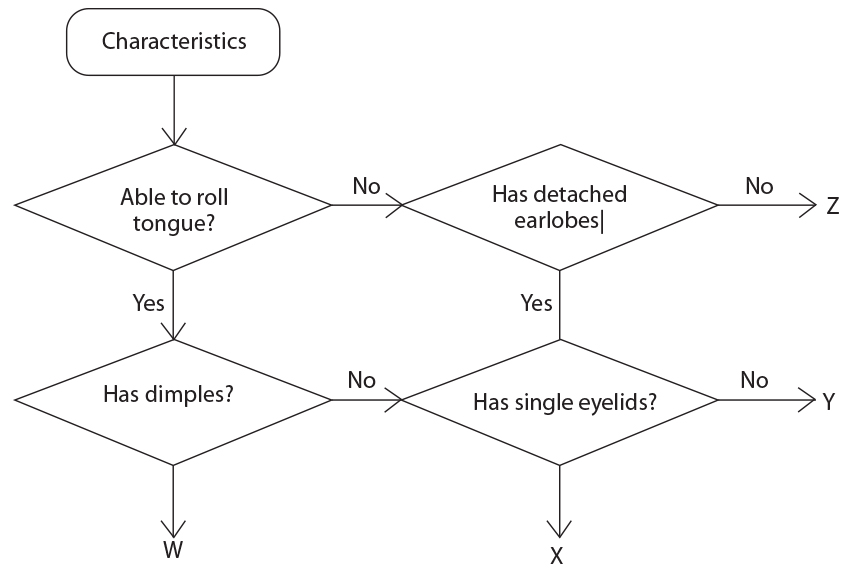 Characteristics
Able to roll
tongue?
No
Has detached
earlobes|
No
Z
Yes
Yes
Has dimples?
No
Has single eyelids?
No
Y
W
X